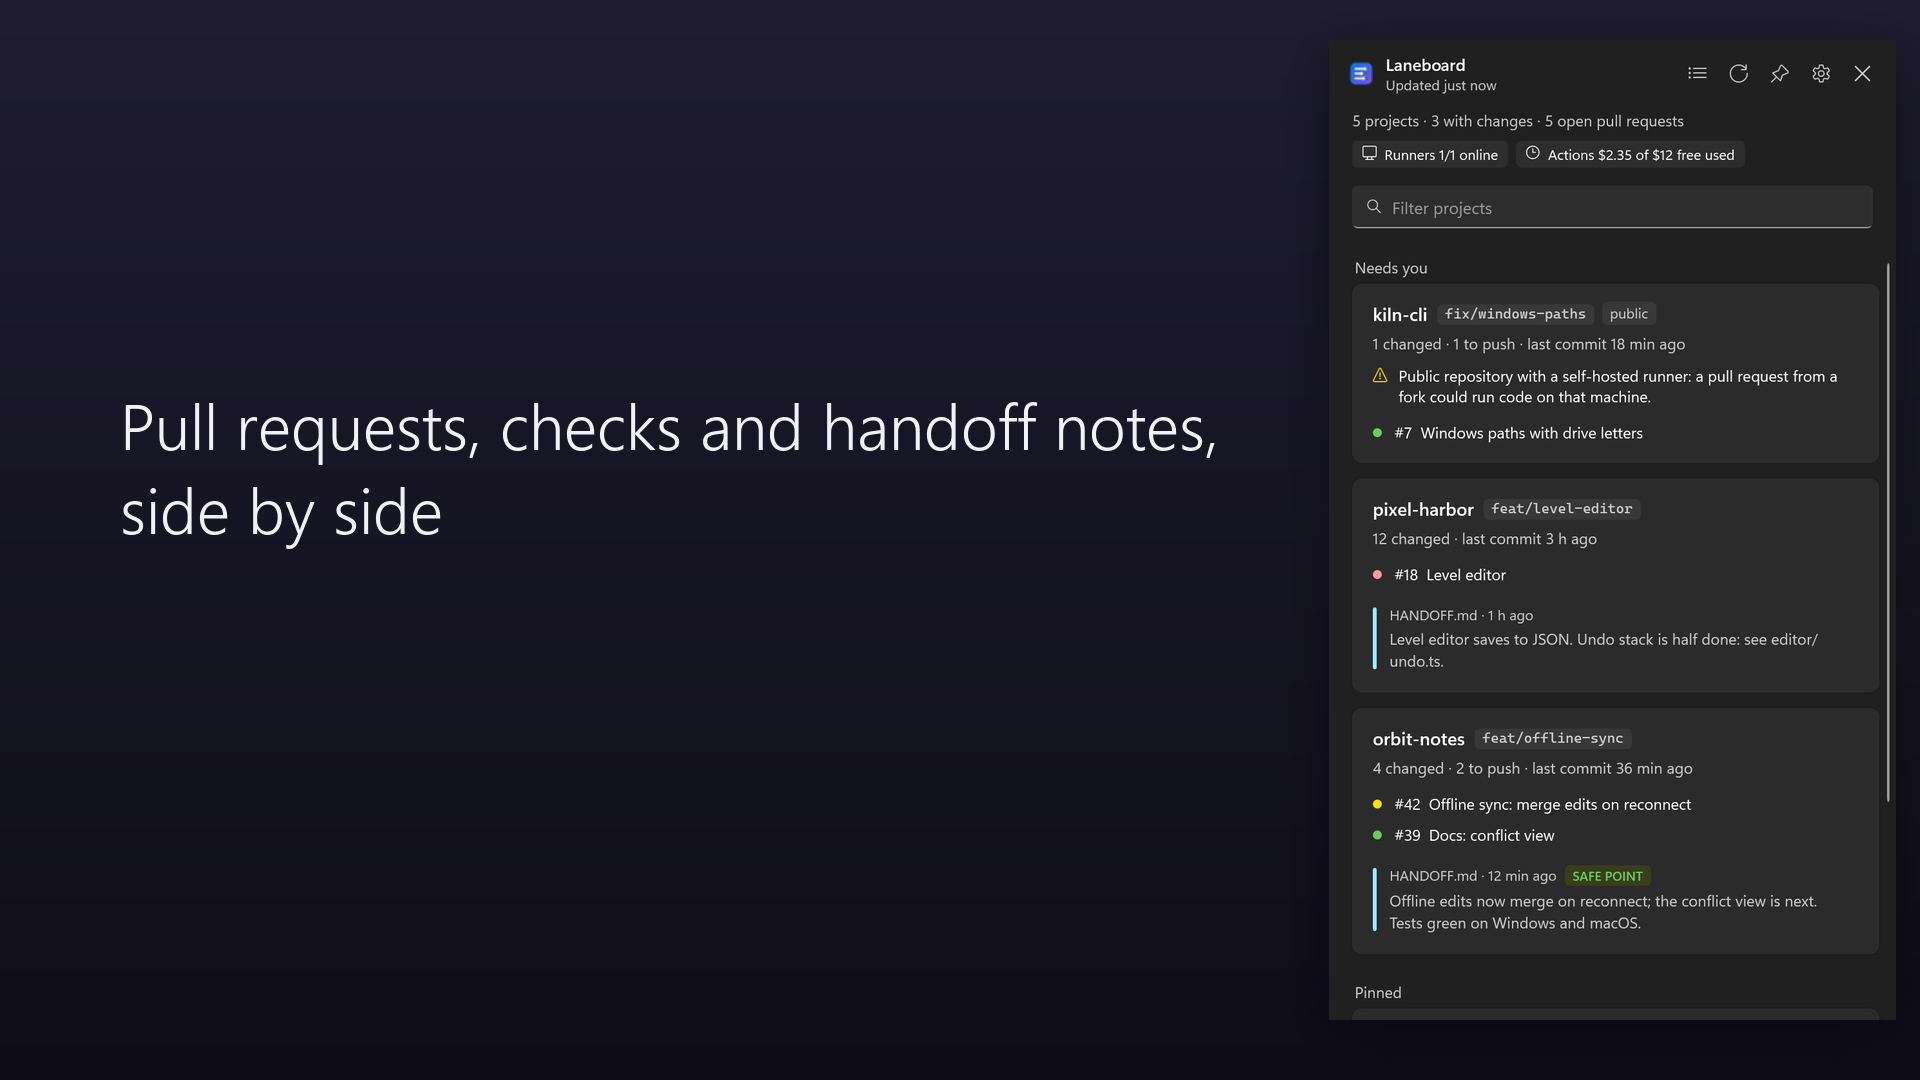 Pull requests, checks and handoff notes,
side by side
Laneboard
Updated just now
5 projects · 3 with changes · 5 open pull requests
Runners 1/1 online
Actions $2.35 of $12 free used
Filter projects
Needs you
kiln-cli fix/windows-paths public
1 changed · 1 to push · last commit 18 min ago
Public repository with a self-hosted runner: a pull request from a
fork could run code on that machine.
#7 Windows paths with drive letters
pixel-harbor feat/level-editor
12 changed · last commit 3 h ago
#18 Level editor
HANDOFF.md · 1 h ago
Level editor saves to JSON. Undo stack is half done: see editor/
undo.ts.
orbit-notes feat/offline-sync
4 changed · 2 to push · last commit 36 min ago
#42 Offline sync: merge edits on reconnect
#39 Docs: conflict view
HANDOFF.md · 12 min ago SAFE POINT
Offline edits now merge on reconnect; the conflict view is next.
Tests green on Windows and macOS.
Pinned